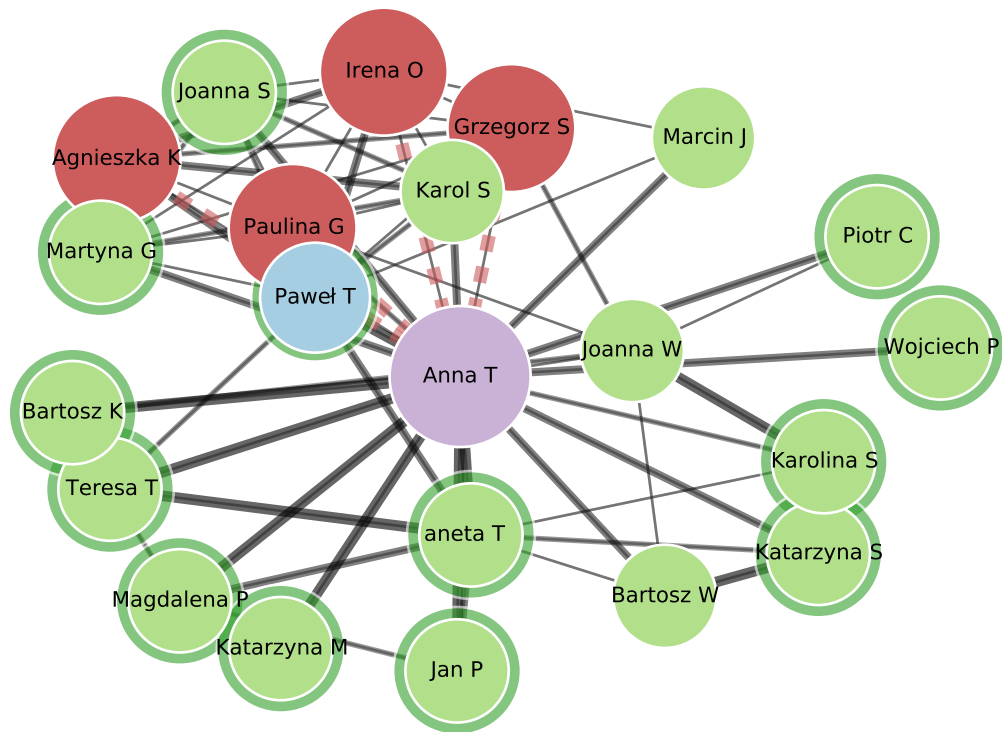 Irena O
Joanna S
Grzegorz S
Marcin J
Agnieszka K
Karol S
Paulina G
Piotr C
Martyna G
Paweł T
Joanna W
Wojciech P
Anna T
Bartosz K
Karolina S
Teresa T
aneta T
Katarzyna S
Magdalena P
Bartosz W
Katarzyna M
Jan P